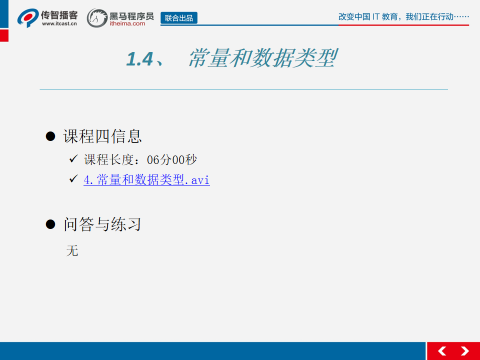 传智播客
www.itcast.cn
黑马程序员
itheima.com
联合出品
改变中国 IT 教育，我们正在行动……
1.4、 常量和数据类型
课程四信息
课程长度：06分00秒
4.常量和数据类型.avi
问答与练习
无